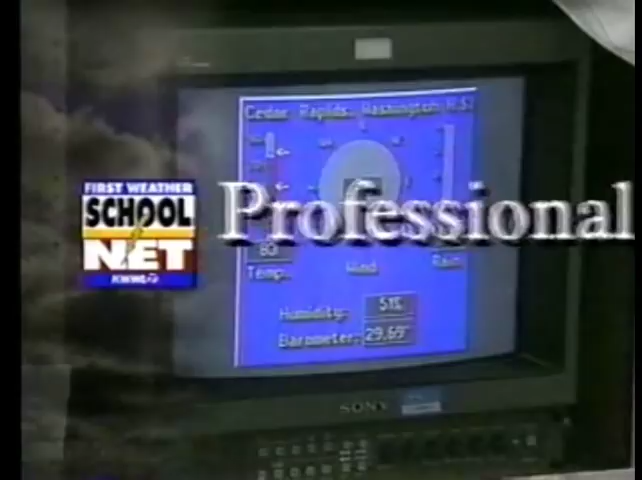 Cedar Rapids, Washington H.S.
FIRST WEATHER
SCHOOL
NET
KWWL 7
Professional
80
Temp.
Wind
Rain
Humidity: 51%
Barometer: 29.69"
SONY